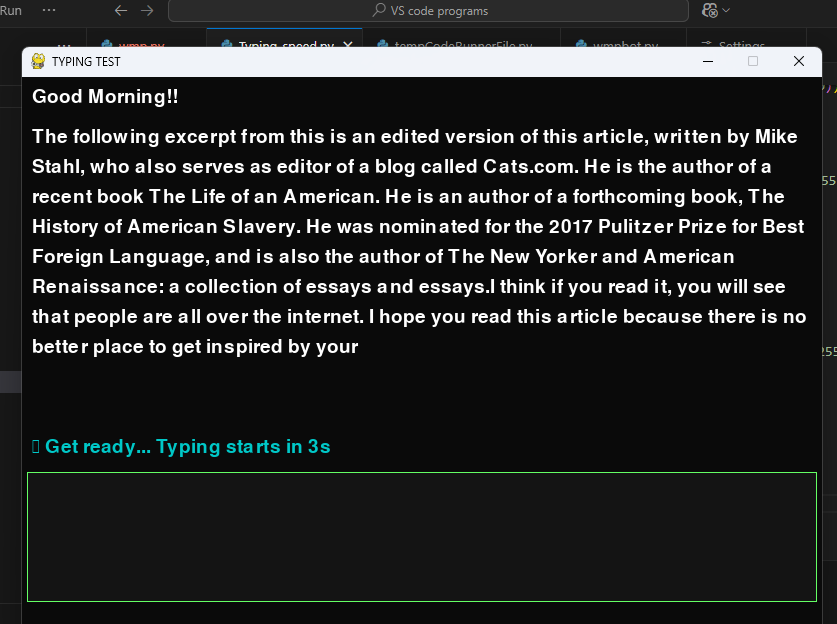 Run ··· ← → VS code programs
wmp.py Typing_speed.py × tempCodeRunnerFile.py wmpbot.py Settings
TYPING TEST
Good Morning!!
The following excerpt from this is an edited version of this article, written by Mike
Stahl, who also serves as editor of a blog called Cats.com. He is the author of a
recent book The Life of an American. He is an author of a forthcoming book, The
History of American Slavery. He was nominated for the 2017 Pulitzer Prize for Best
Foreign Language, and is also the author of The New Yorker and American
Renaissance: a collection of essays and essays.I think if you read it, you will see
that people are all over the internet. I hope you read this article because there is no
better place to get inspired by your
Get ready... Typing starts in 3s